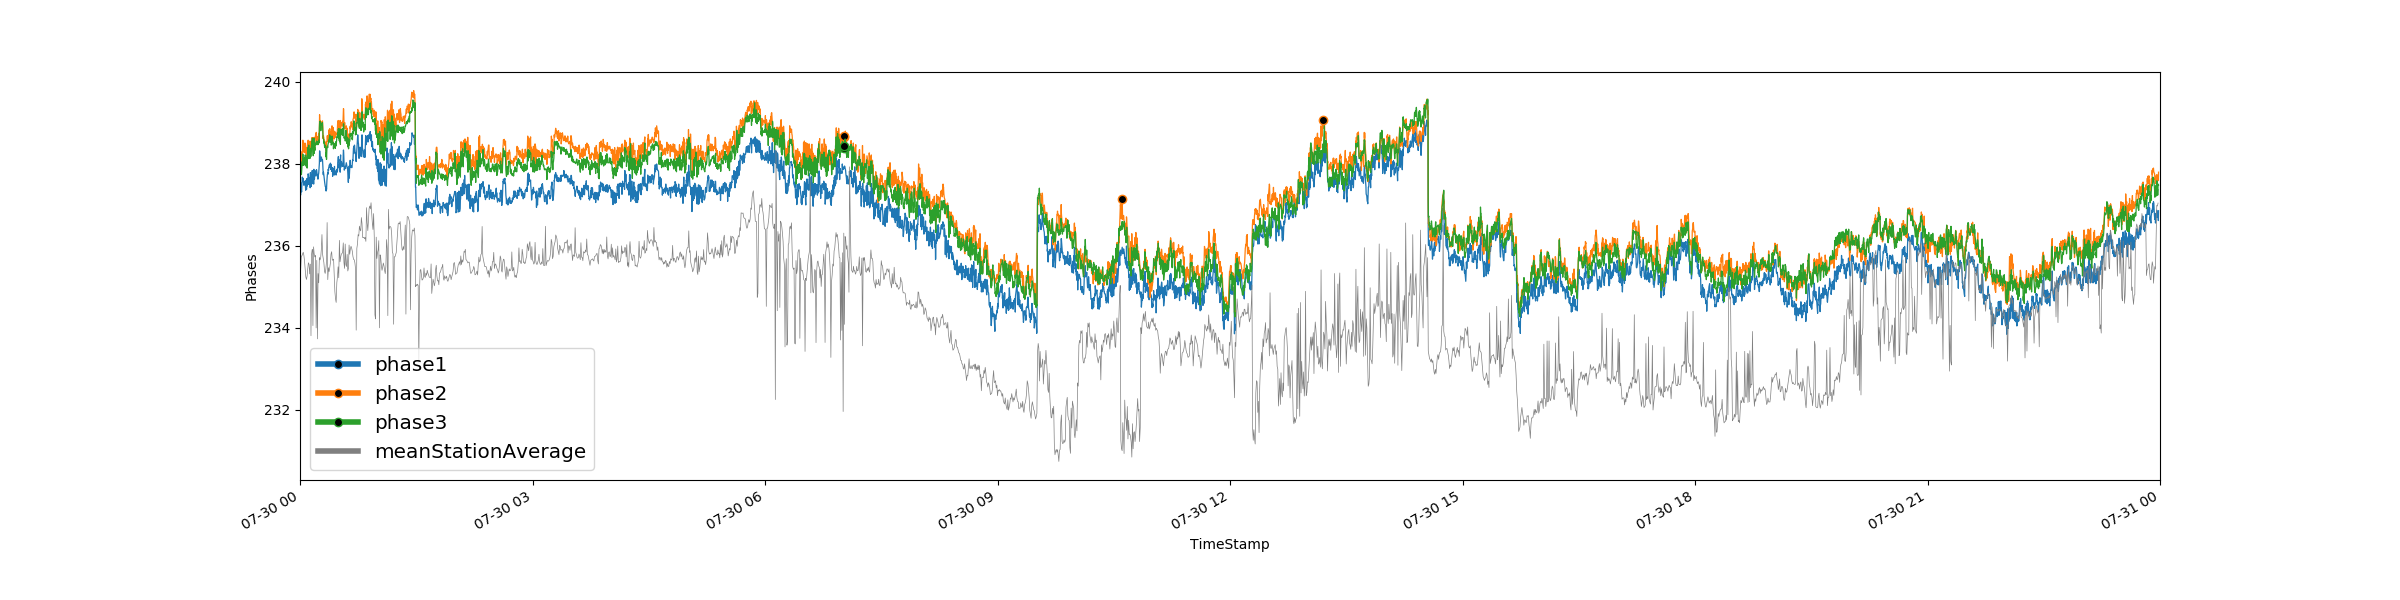 240
238
236
234
232
Phases
phase1
phase2
phase3
meanStationAverage
07-30 00
07-30 03
07-30 06
07-30 09
07-30 12
07-30 15
07-30 18
07-30 21
07-31 00
TimeStamp